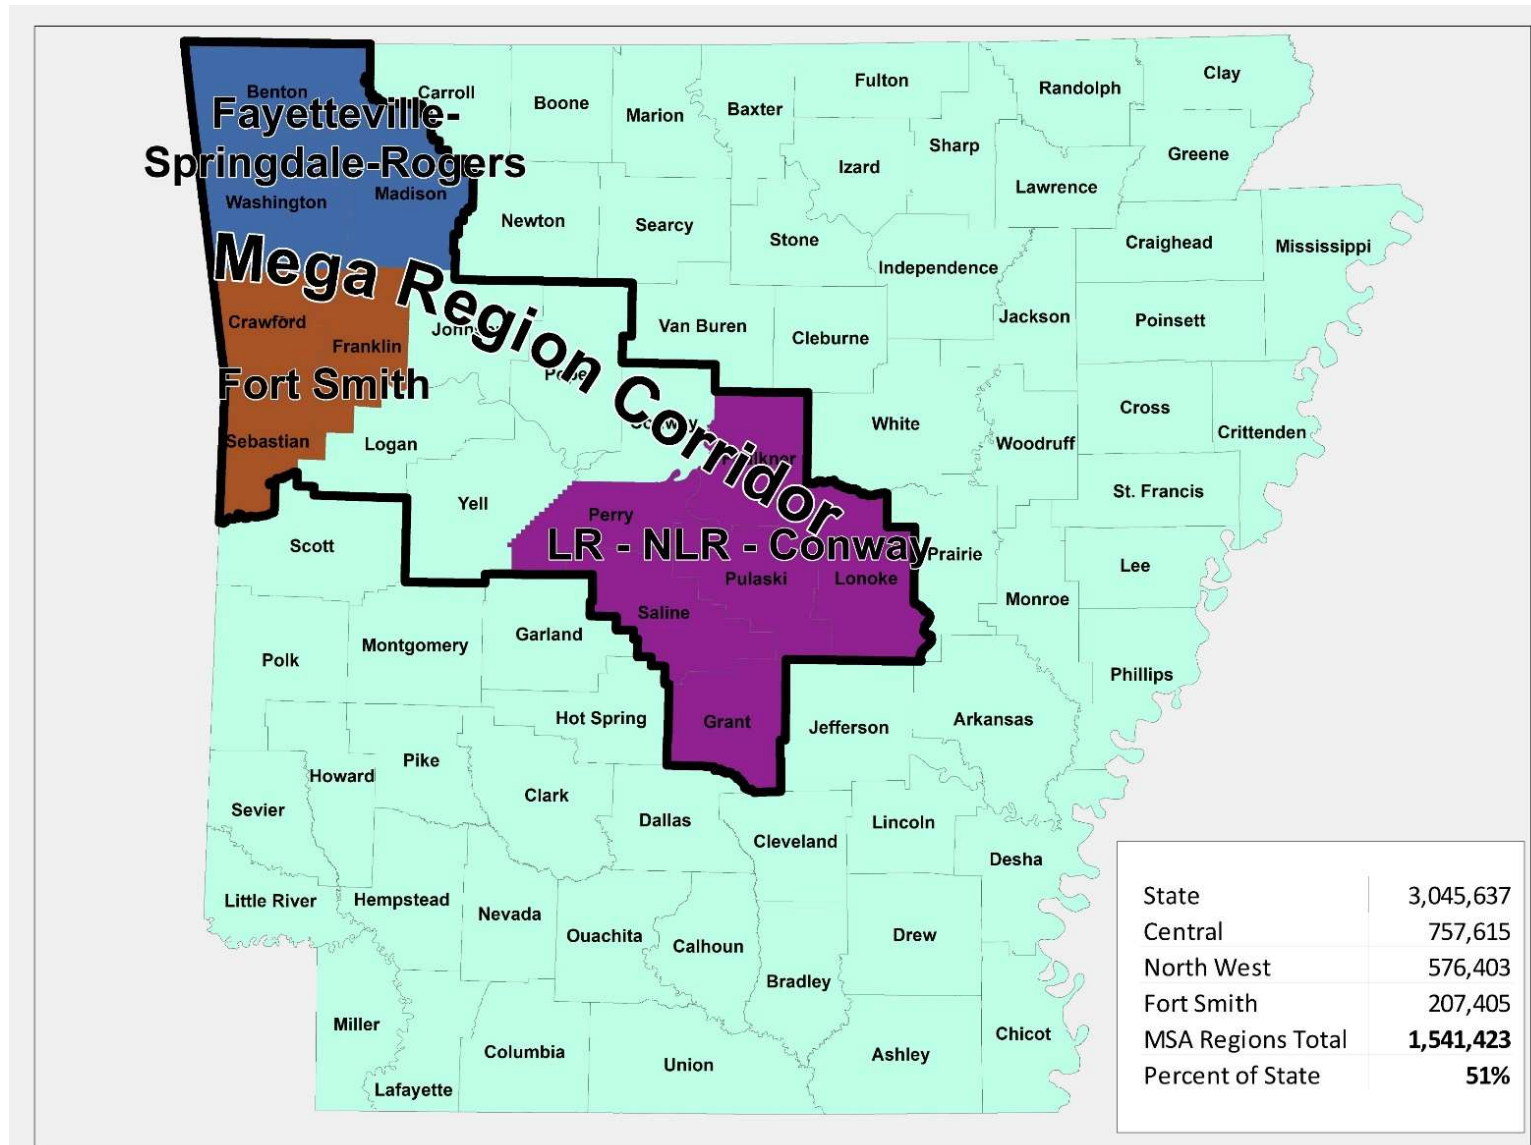 Benton
Carroll
Boone
Marion
Baxter
Fulton
Randolph
Clay
Fayetteville-
Springdale-Rogers
Sharp
Izard
Greene
Lawrence
Washington
Madison
Newton
Searcy
Stone
Craighead
Mississippi
Independence
Mega Region Corridor
Crawford
Franklin
Van Buren
Cleburne
Jackson
Poinsett
Fort Smith
Sebastian
Logan
White
Woodruff
Cross
Crittenden
Yell
Perry
St. Francis
Scott
LR - NLR - Conway
Prairie
Lee
Pulaski
Lonoke
Monroe
Saline
Garland
Montgomery
Polk
Phillips
Hot Spring
Grant
Jefferson
Arkansas
Pike
Howard
Clark
Sevier
Dallas
Cleveland
Lincoln
Desha
Little River
Hempstead
Nevada
Ouachita
Calhoun
Drew
Bradley
Miller
Columbia
Union
Ashley
Chicot
Lafayette
State 3,045,637
Central 757,615
North West 576,403
Fort Smith 207,405
MSA Regions Total 1,541,423
Percent of State 51%